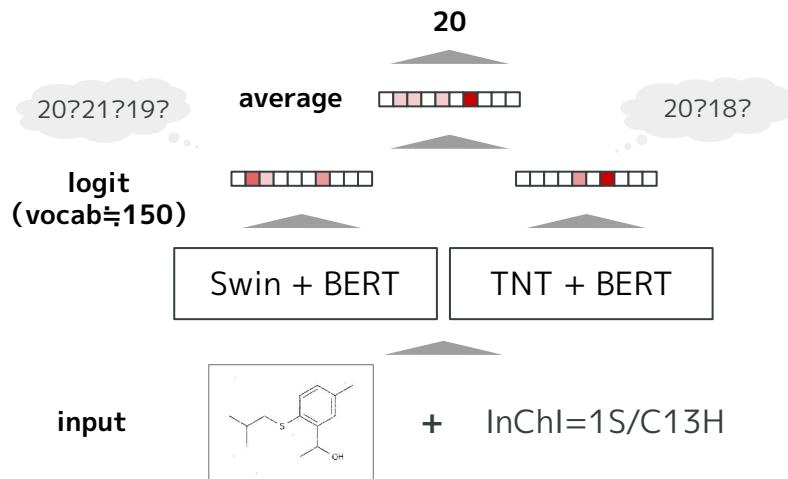 20
average
20?21?19?
20?18?
logit
(vocab≒150)
Swin + BERT
TNT + BERT
input
S
OH
+
InChI=1S/C13H